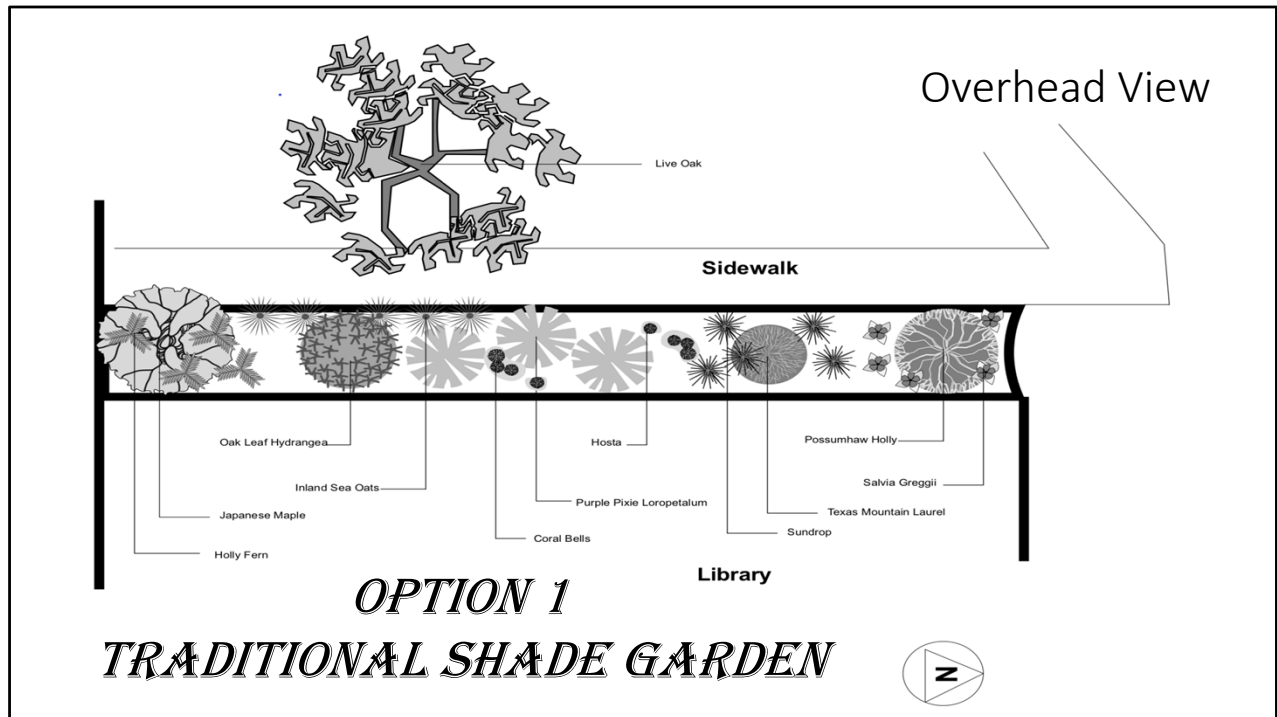 Overhead View
Live Oak
Sidewalk
Oak Leaf Hydrangea
Hosta
Possumhaw Holly
Inland Sea Oats
Salvia Greggii
Purple Pixie Loropetalum
Japanese Maple
Texas Mountain Laurel
Sundrop
Coral Bells
Holly Fern
Library
OPTION 1
TRADITIONAL SHADE GARDEN
N